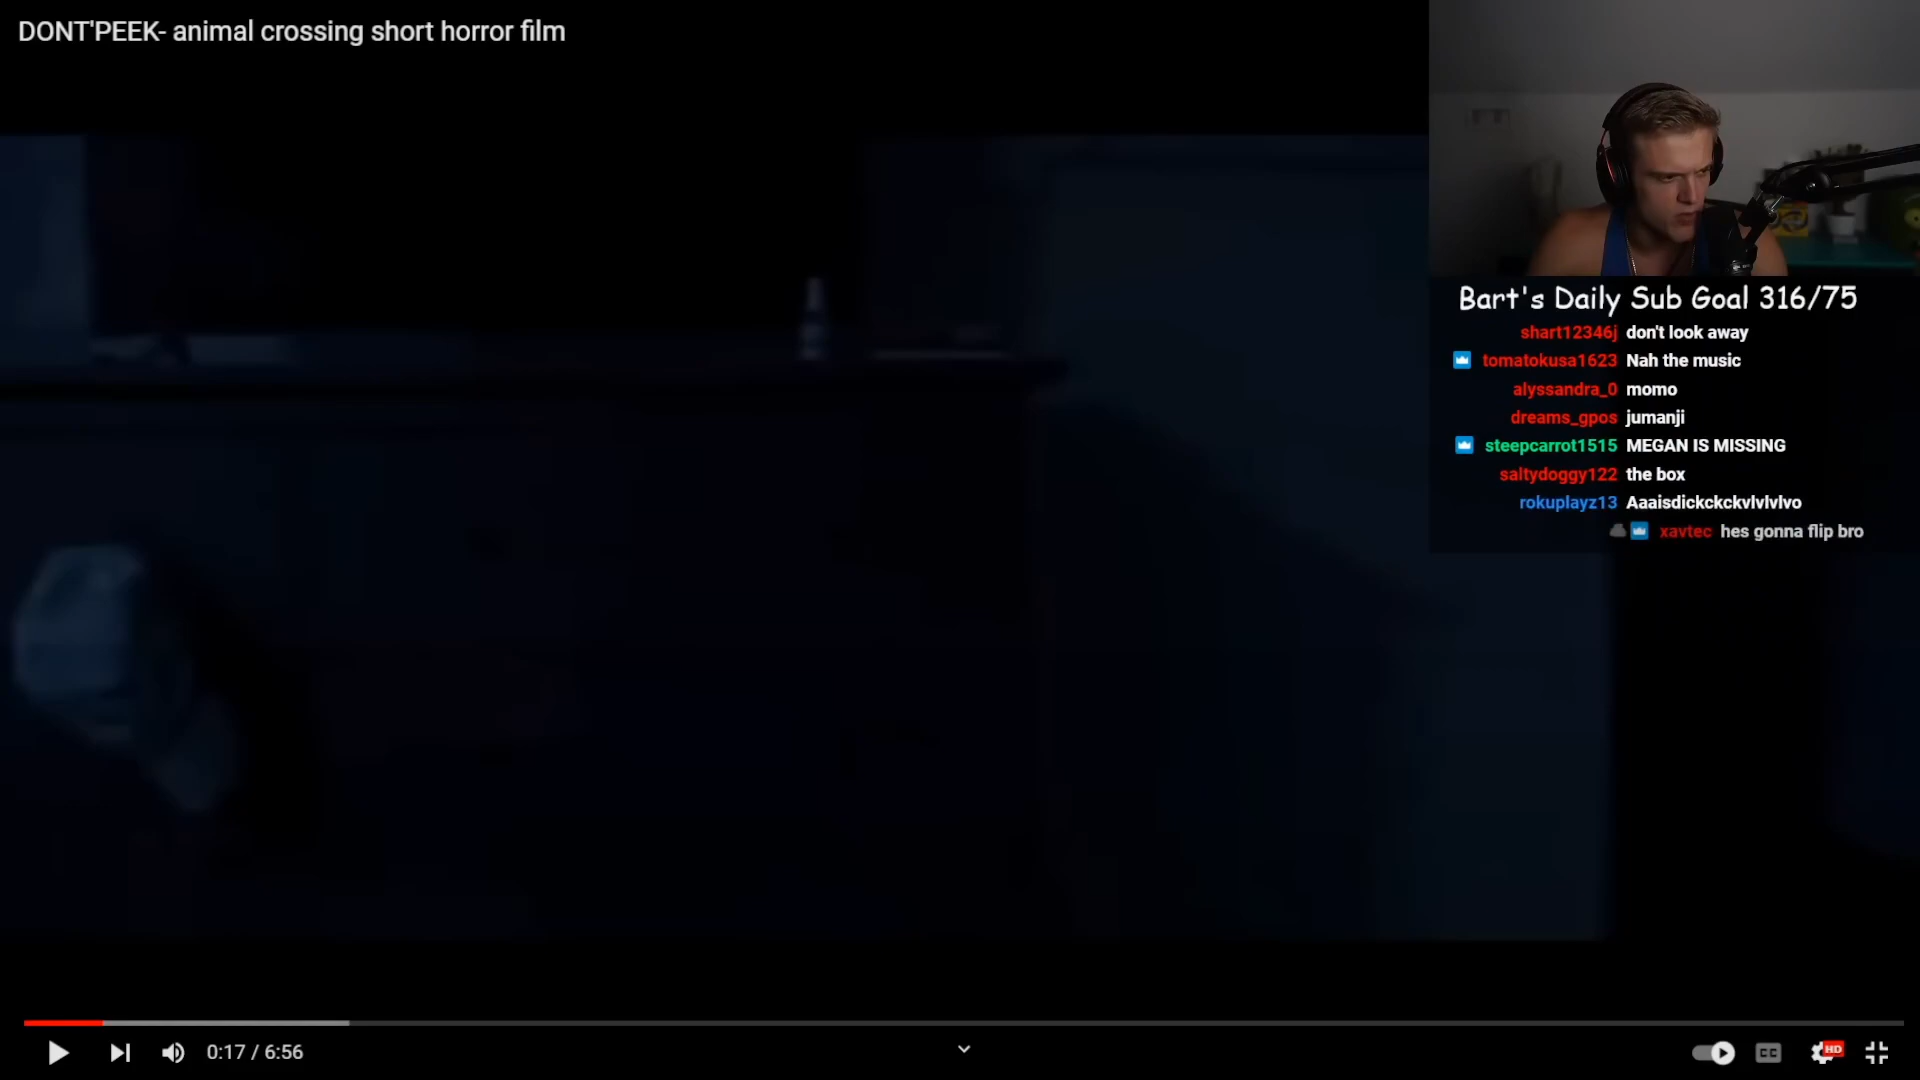 DONT'PEEK- animal crossing short horror film
Bart's Daily Sub Goal 316/75
shart12346j don't look away
tomatokusa1623 Nah the music
alyssandra_0 momo
dreams_gpos jumanji
steepcarrot1515 MEGAN IS MISSING
saltydoggy122 the box
rokuplayz13 Aaaisdickckckvlvlvlvo
xavtec hes gonna flip bro
0:17 / 6:56
CC
HD